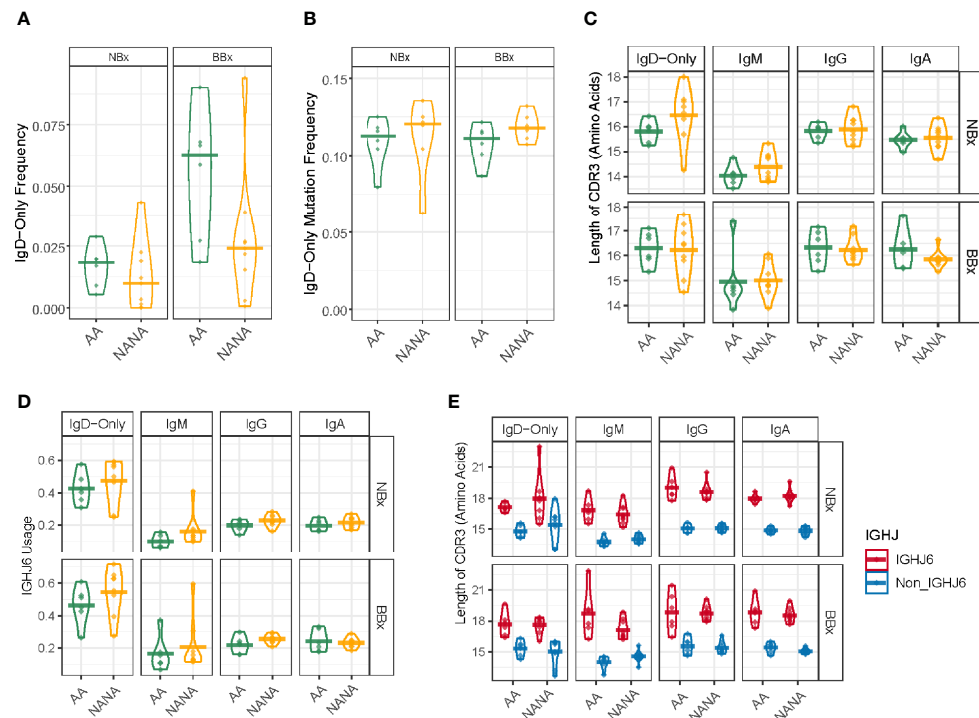 A
NBx
BBx
IgD-Only Frequency
0.075
0.050
0.025
0.000
AA
NANA
AA
NANA
B
NBx
BBx
IgD-Only Mutation Frequency
0.15
0.10
0.05
0.00
AA
NANA
AA
NANA
C
IgD-Only
IgM
IgG
IgA
Length of CDR3 (Amino Acids)
18
17
16
15
14
NBx
18
17
16
15
14
BBx
AA
NANA
AA
NANA
AA
NANA
AA
NANA
D
IgD-Only
IgM
IgG
IgA
IGHJ6 Usage
0.6
0.4
0.2
NBx
0.6
0.4
0.2
BBx
AA
NANA
AA
NANA
AA
NANA
AA
NANA
E
IgD-Only
IgM
IgG
IgA
Length of CDR3 (Amino Acids)
21
18
15
NBx
21
18
15
BBx
AA
NANA
AA
NANA
AA
NANA
AA
NANA
IGHJ
IGHJ6
Non_IGHJ6